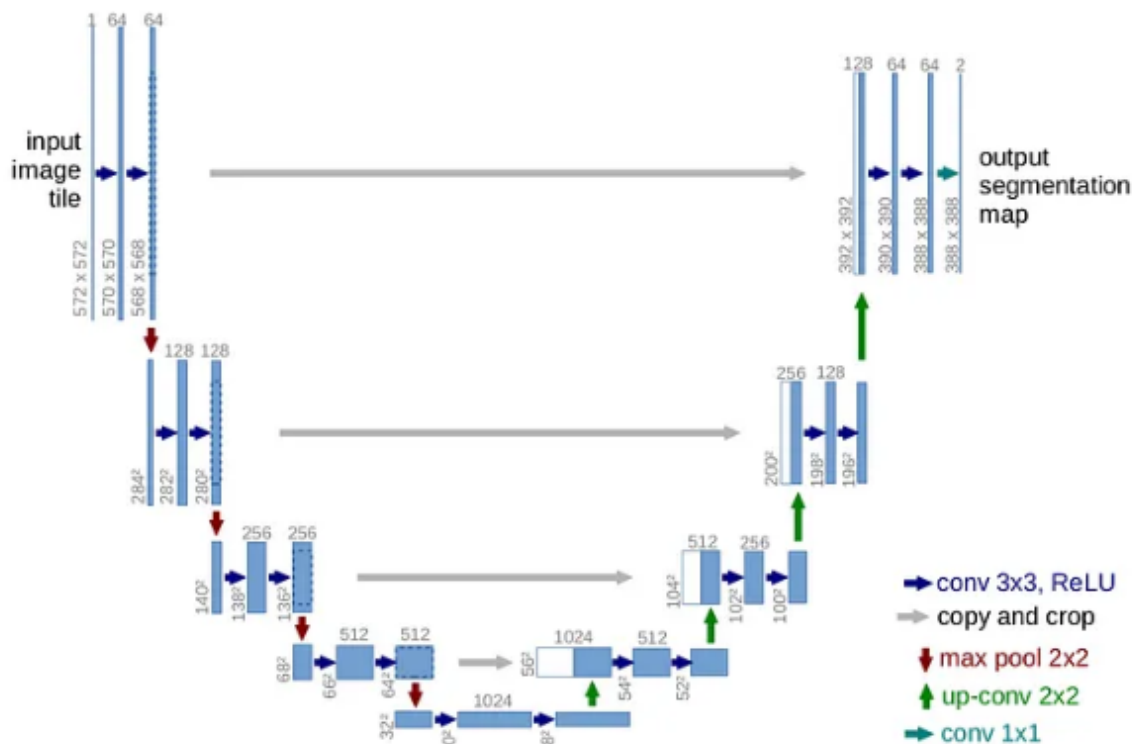 1 64 64
input
image
tile
572 x 572
570 x 570
568 x 568
128 64 64 2
output
segmentation
map
392 x 392
390 x 390
388 x 388
388 x 388
128 128
284²
282²
280²
256 128
200²
198²
196²
256 256
140²
138²
136²
512 256
104²
102²
100²
512 512
68²
66²
64²
1024 512
56²
54²
52²
1024
32²
0²
8²
conv 3x3, ReLU
copy and crop
max pool 2x2
up-conv 2x2
conv 1x1